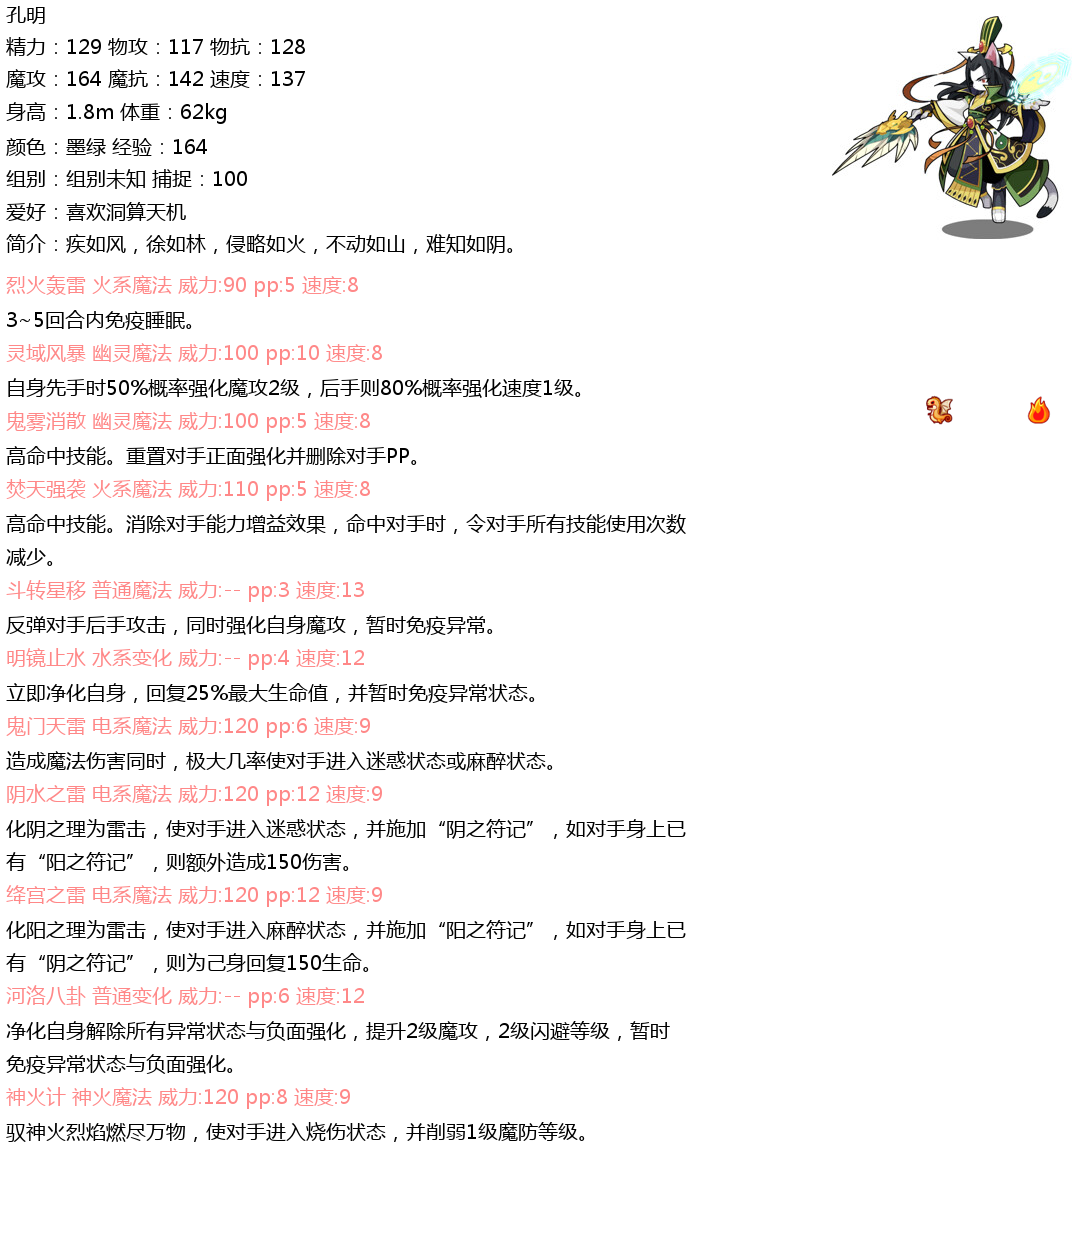 孔明
精力：129 物攻：117 物抗：128
魔攻：164 魔抗：142 速度：137
身高：1.8m 体重：62kg
颜色：墨绿 经验：164
组别：组别未知 捕捉：100
爱好：喜欢洞算天机
简介：疾如风，徐如林，侵略如火，不动如山，难知如阴。
烈火轰雷 火系魔法 威力:90 pp:5 速度:8
3~5回合内免疫睡眠。
灵域风暴 幽灵魔法 威力:100 pp:10 速度:8
自身先手时50%概率强化魔攻2级，后手则80%概率强化速度1级。
鬼雾消散 幽灵魔法 威力:100 pp:5 速度:8
高命中技能。重置对手正面强化并删除对手PP。
焚天强袭 火系魔法 威力:110 pp:5 速度:8
高命中技能。消除对手能力增益效果，命中对手时，令对手所有技能使用次数
减少。
斗转星移 普通魔法 威力:-- pp:3 速度:13
反弹对手后手攻击，同时强化自身魔攻，暂时免疫异常。
明镜止水 水系变化 威力:-- pp:4 速度:12
立即净化自身，回复25%最大生命值，并暂时免疫异常状态。
鬼门天雷 电系魔法 威力:120 pp:6 速度:9
造成魔法伤害同时，极大几率使对手进入迷惑状态或麻醉状态。
阴水之雷 电系魔法 威力:120 pp:12 速度:9
化阴之理为雷击，使对手进入迷惑状态，并施加“阴之符记”，如对手身上已
有“阳之符记”，则额外造成150伤害。
绛宫之雷 电系魔法 威力:120 pp:12 速度:9
化阳之理为雷击，使对手进入麻醉状态，并施加“阳之符记”，如对手身上已
有“阴之符记”，则为己身回复150生命。
河洛八卦 普通变化 威力:-- pp:6 速度:12
净化自身解除所有异常状态与负面强化，提升2级魔攻，2级闪避等级，暂时
免疫异常状态与负面强化。
神火计 神火魔法 威力:120 pp:8 速度:9
驭神火烈焰燃尽万物，使对手进入烧伤状态，并削弱1级魔防等级。